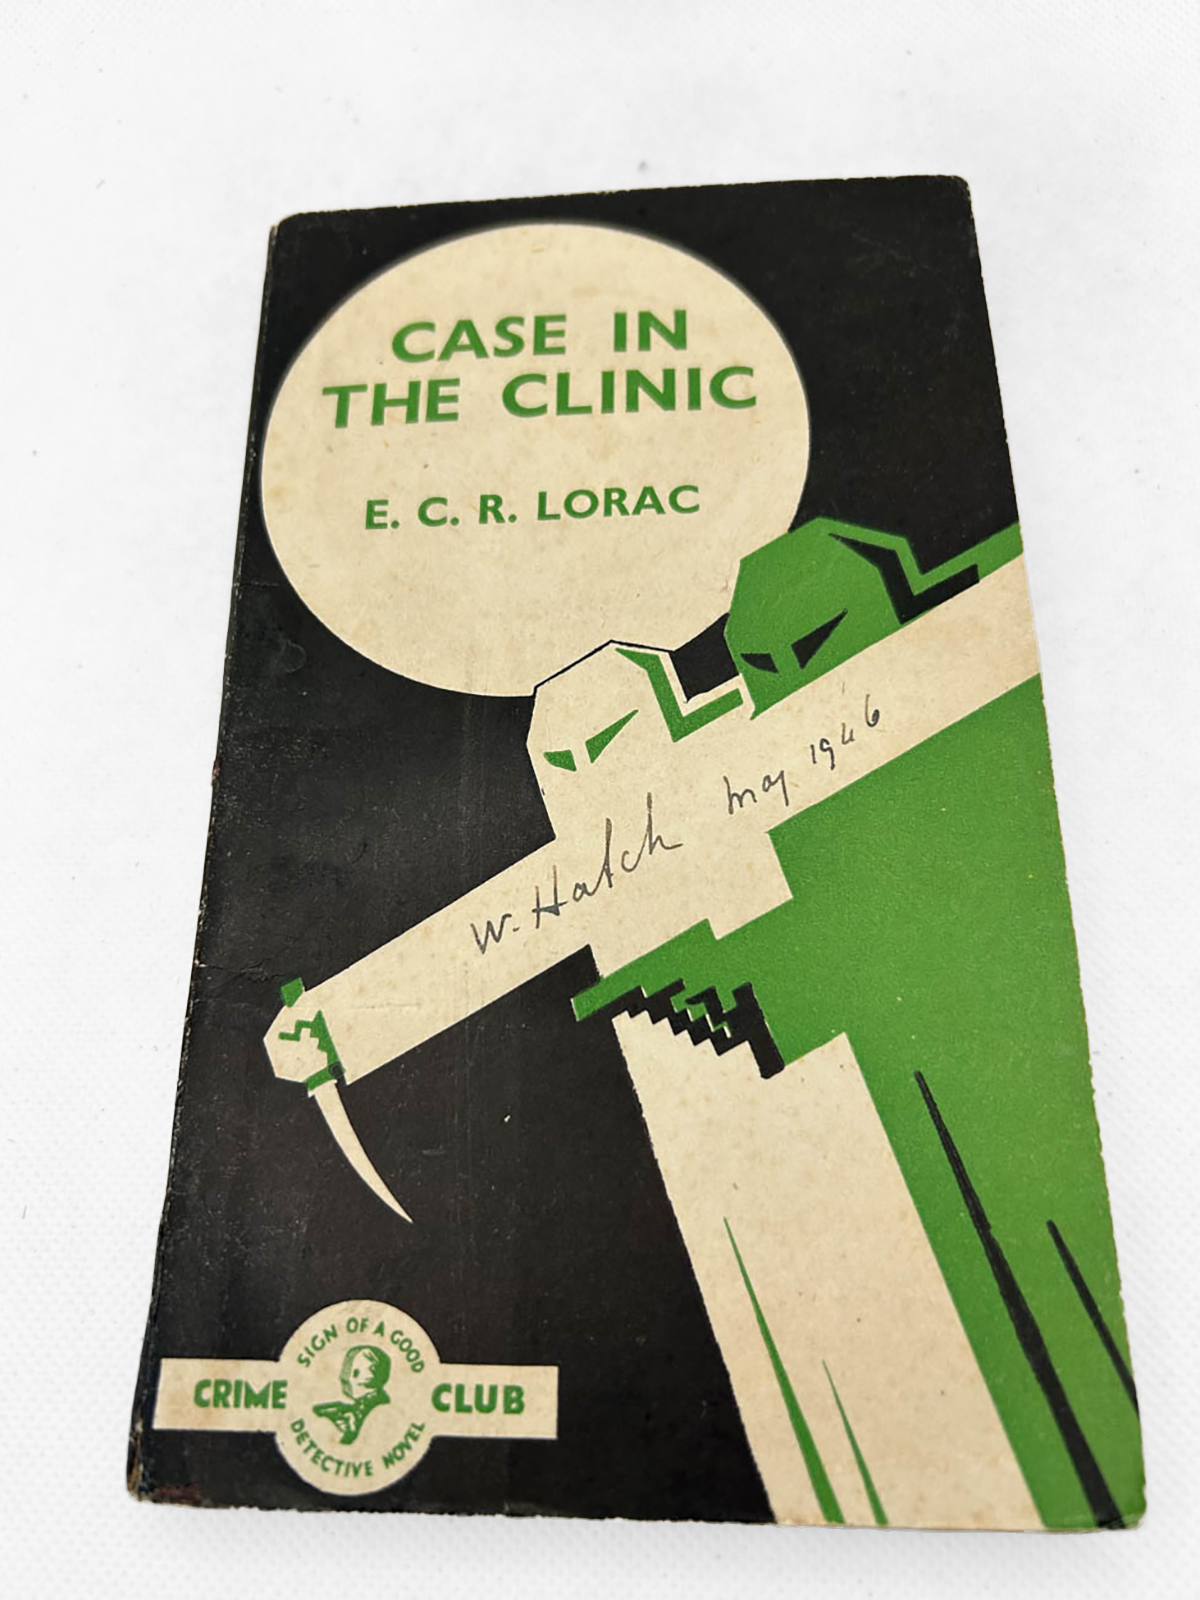 CASE IN
THE CLINIC
E. C. R. LORAC
W. Hatch May 1946
SIGN OF A GOOD
CRIME CLUB
DETECTIVE NOVEL